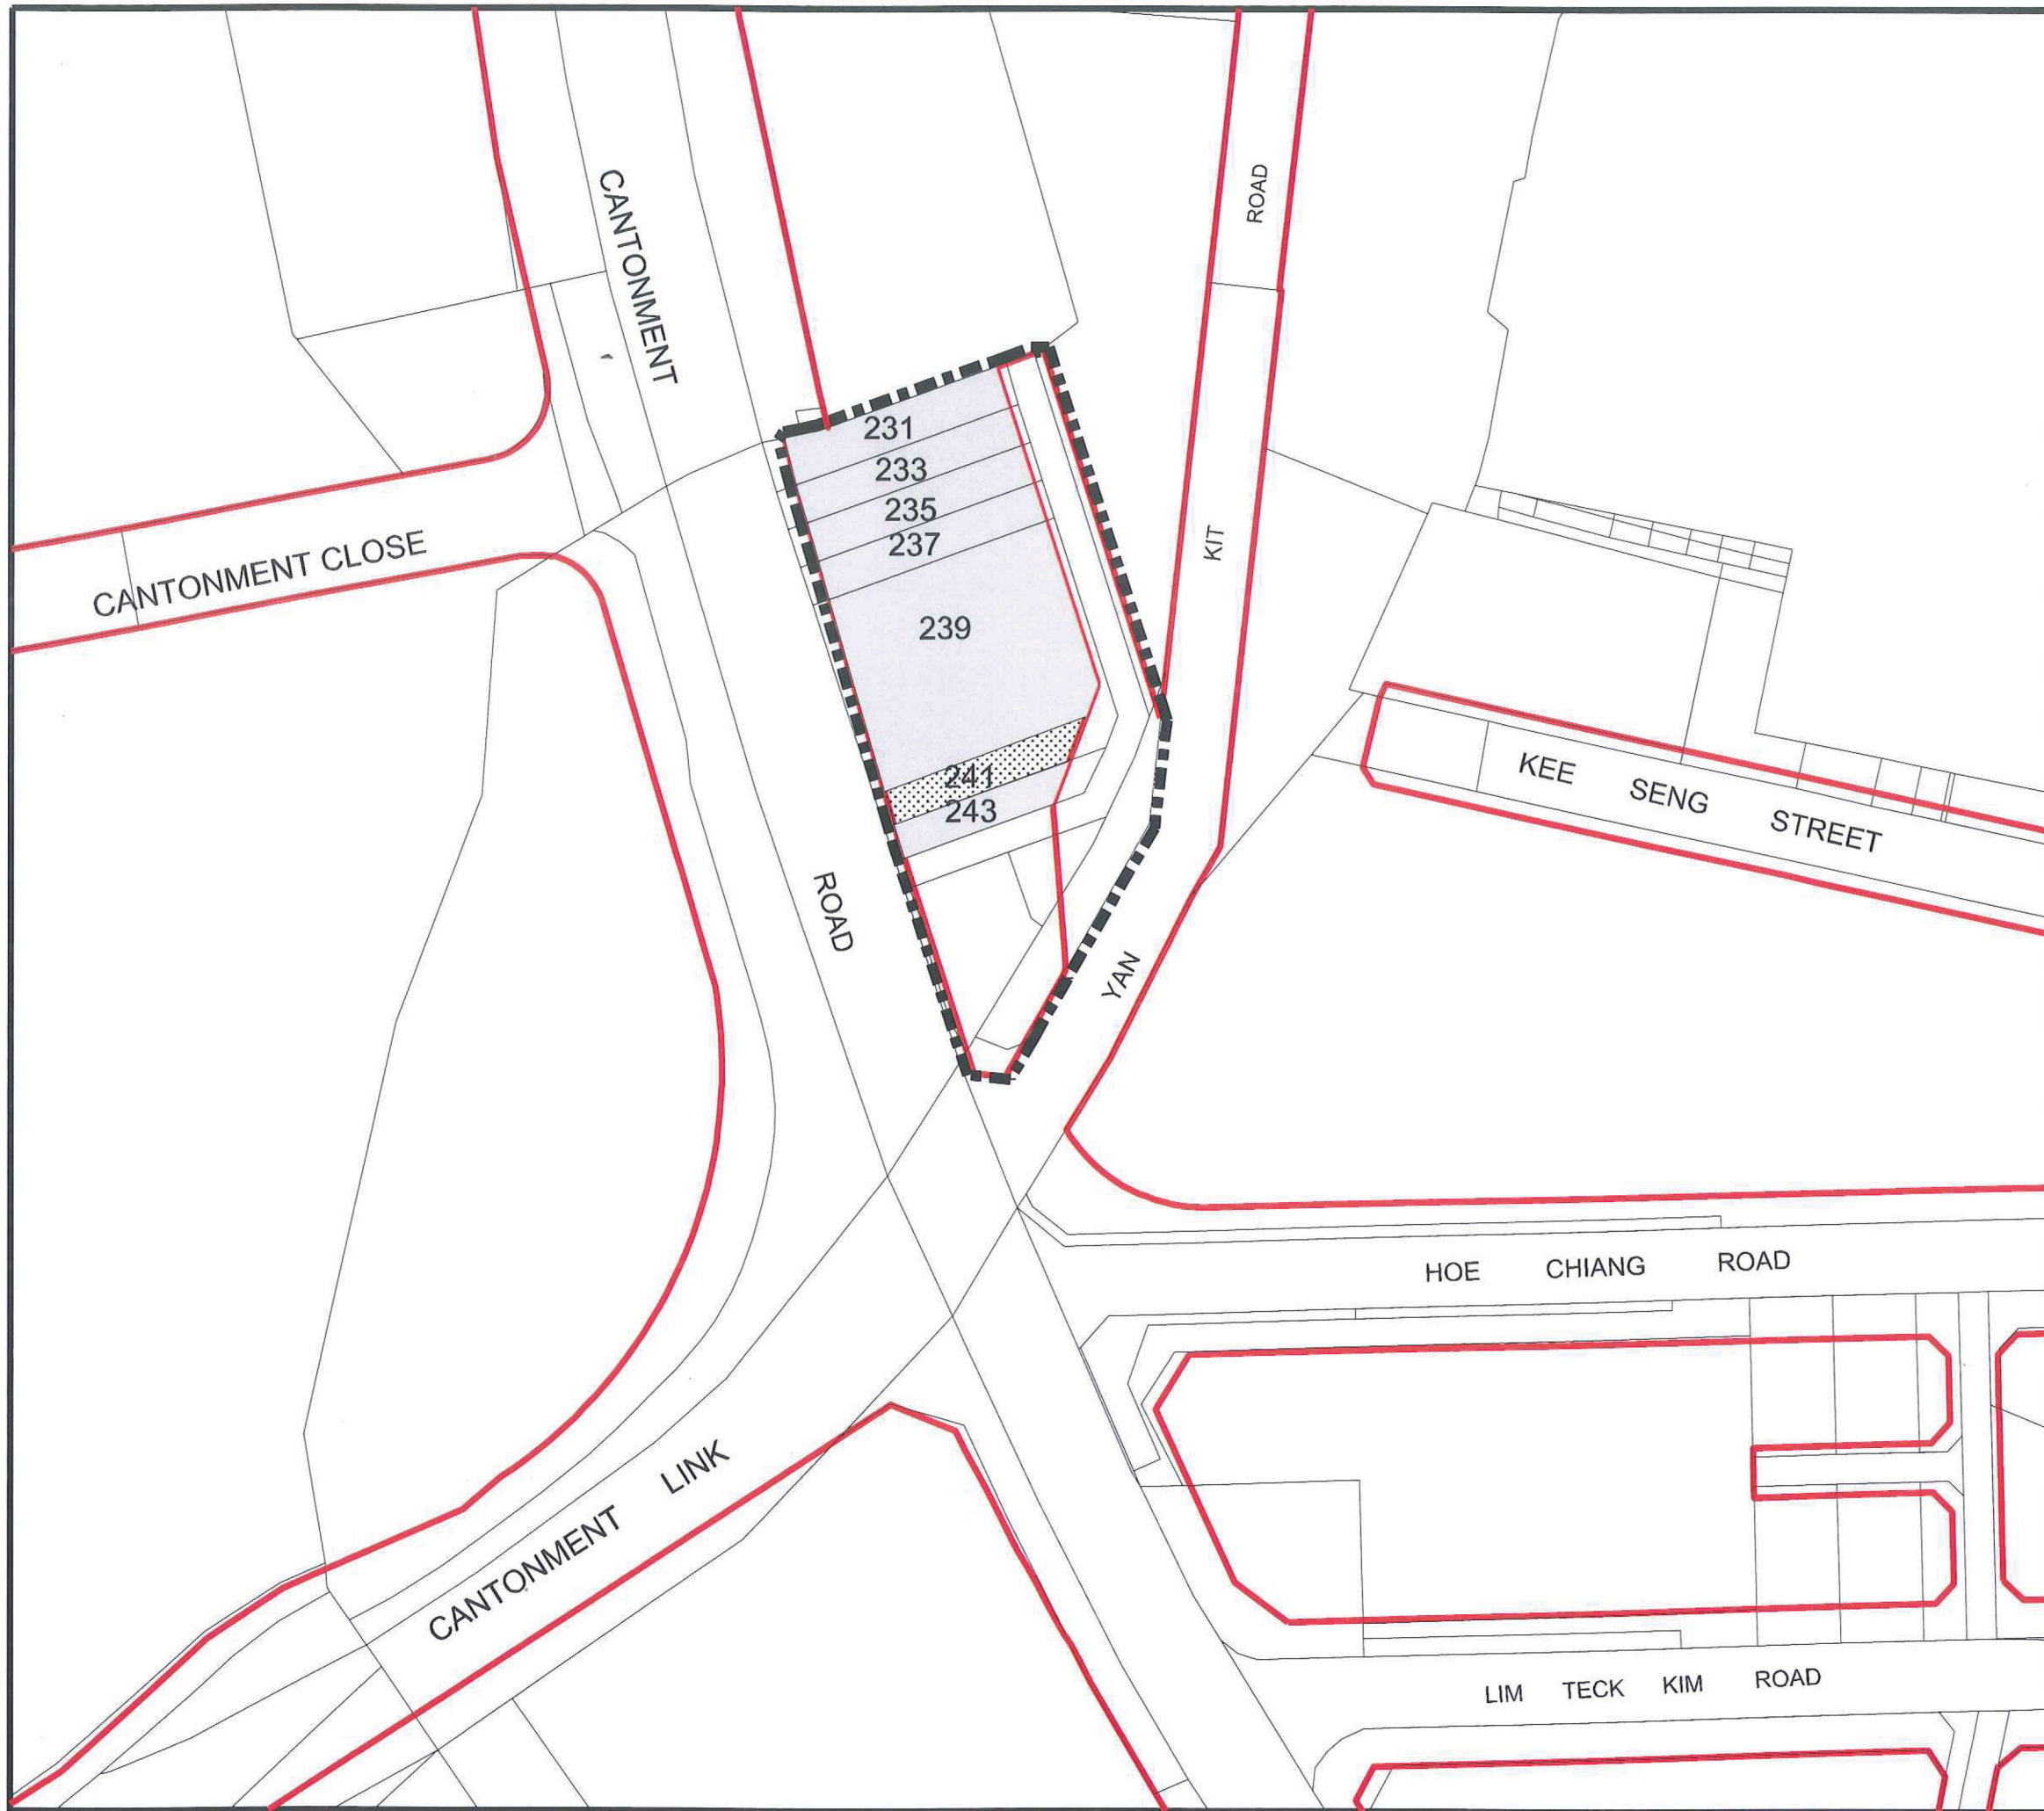 CANTONMENT
ROAD
231
233
235
237
239
241
243
CANTONMENT CLOSE
ROAD
KIT
YAN
KEE SENG STREET
HOE CHIANG ROAD
CANTONMENT LINK
LIM TECK KIM ROAD